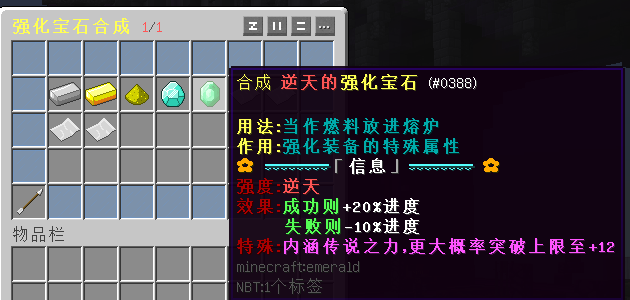 强化宝石合成 1/1
合成 逆天的强化宝石 (#0388)
用法:当作燃料放进熔炉
作用:强化装备的特殊属性
「信息」
强度:逆天
效果:成功则+20%进度
失败则-10%进度
特殊:内涵传说之力,更大概率突破上限至+12
minecraft:emerald
NBT:1个标签
物品栏